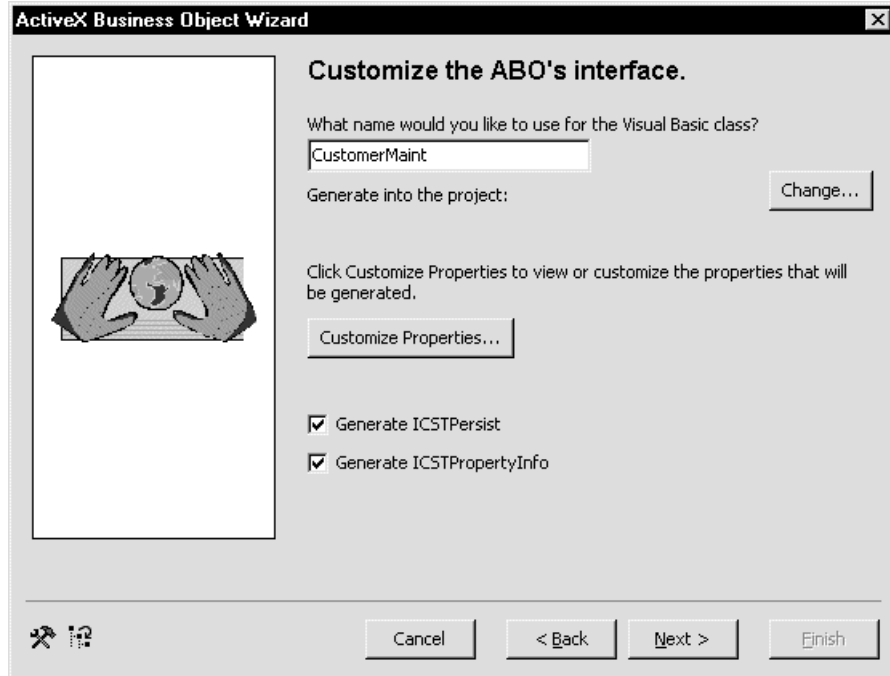 ActiveX Business Object Wizard
Customize the ABO's interface.
What name would you like to use for the Visual Basic class?
CustomerMaint
Generate into the project:
Change...
Click Customize Properties to view or customize the properties that will
be generated.
Customize Properties...
Generate ICSTPersist
Generate ICSTPropertyInfo
Cancel
< Back
Next >
Finish